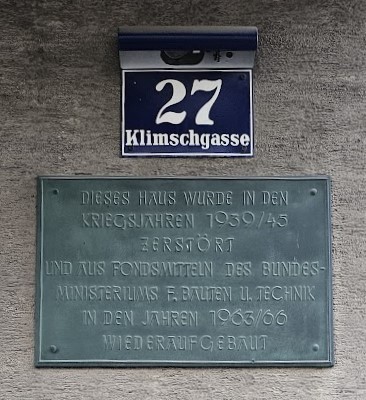 27
Klimschgasse
DIESES HAUS WURDE IN DEN
KRIEGSJAHREN 1939/45
ZERSTÖRT
UND AUS FONDSMITTELN DES BUNDES-
MINISTERIUMS F. BAUTEN U. TECHNIK
IN DEN JAHREN 1963/66
WIEDERAUFGEBAUT